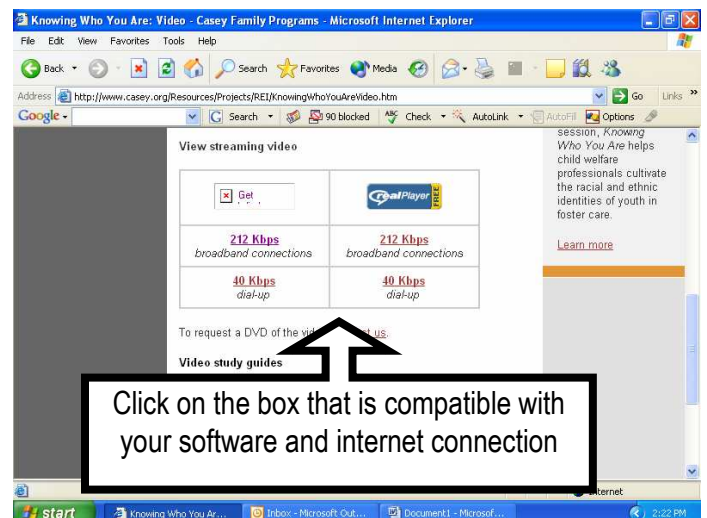 Knowing Who You Are: Video - Casey Family Programs - Microsoft Internet Explorer
File Edit View Favorites Tools Help
Back Search Favorites Media
Address http://www.casey.org/Resources/Projects/REI/KnowingWhoYouAreVideo.htm Go Links »
Google Search 90 blocked ABC Check AutoLink AutoFill Options
View streaming video
Get
realPlayer FREE
212 Kbps
broadband connections
212 Kbps
broadband connections
40 Kbps
dial-up
40 Kbps
dial-up
To request a DVD of the us.
Video study guides
session, Knowing
Who You Are helps
child welfare
professionals cultivate
the racial and ethnic
identities of youth in
foster care.
Learn more
Click on the box that is compatible with
your software and internet connection
start Knowing Who You Ar... Inbox - Microsoft Out... Document1 - Microsof... 2:22 PM